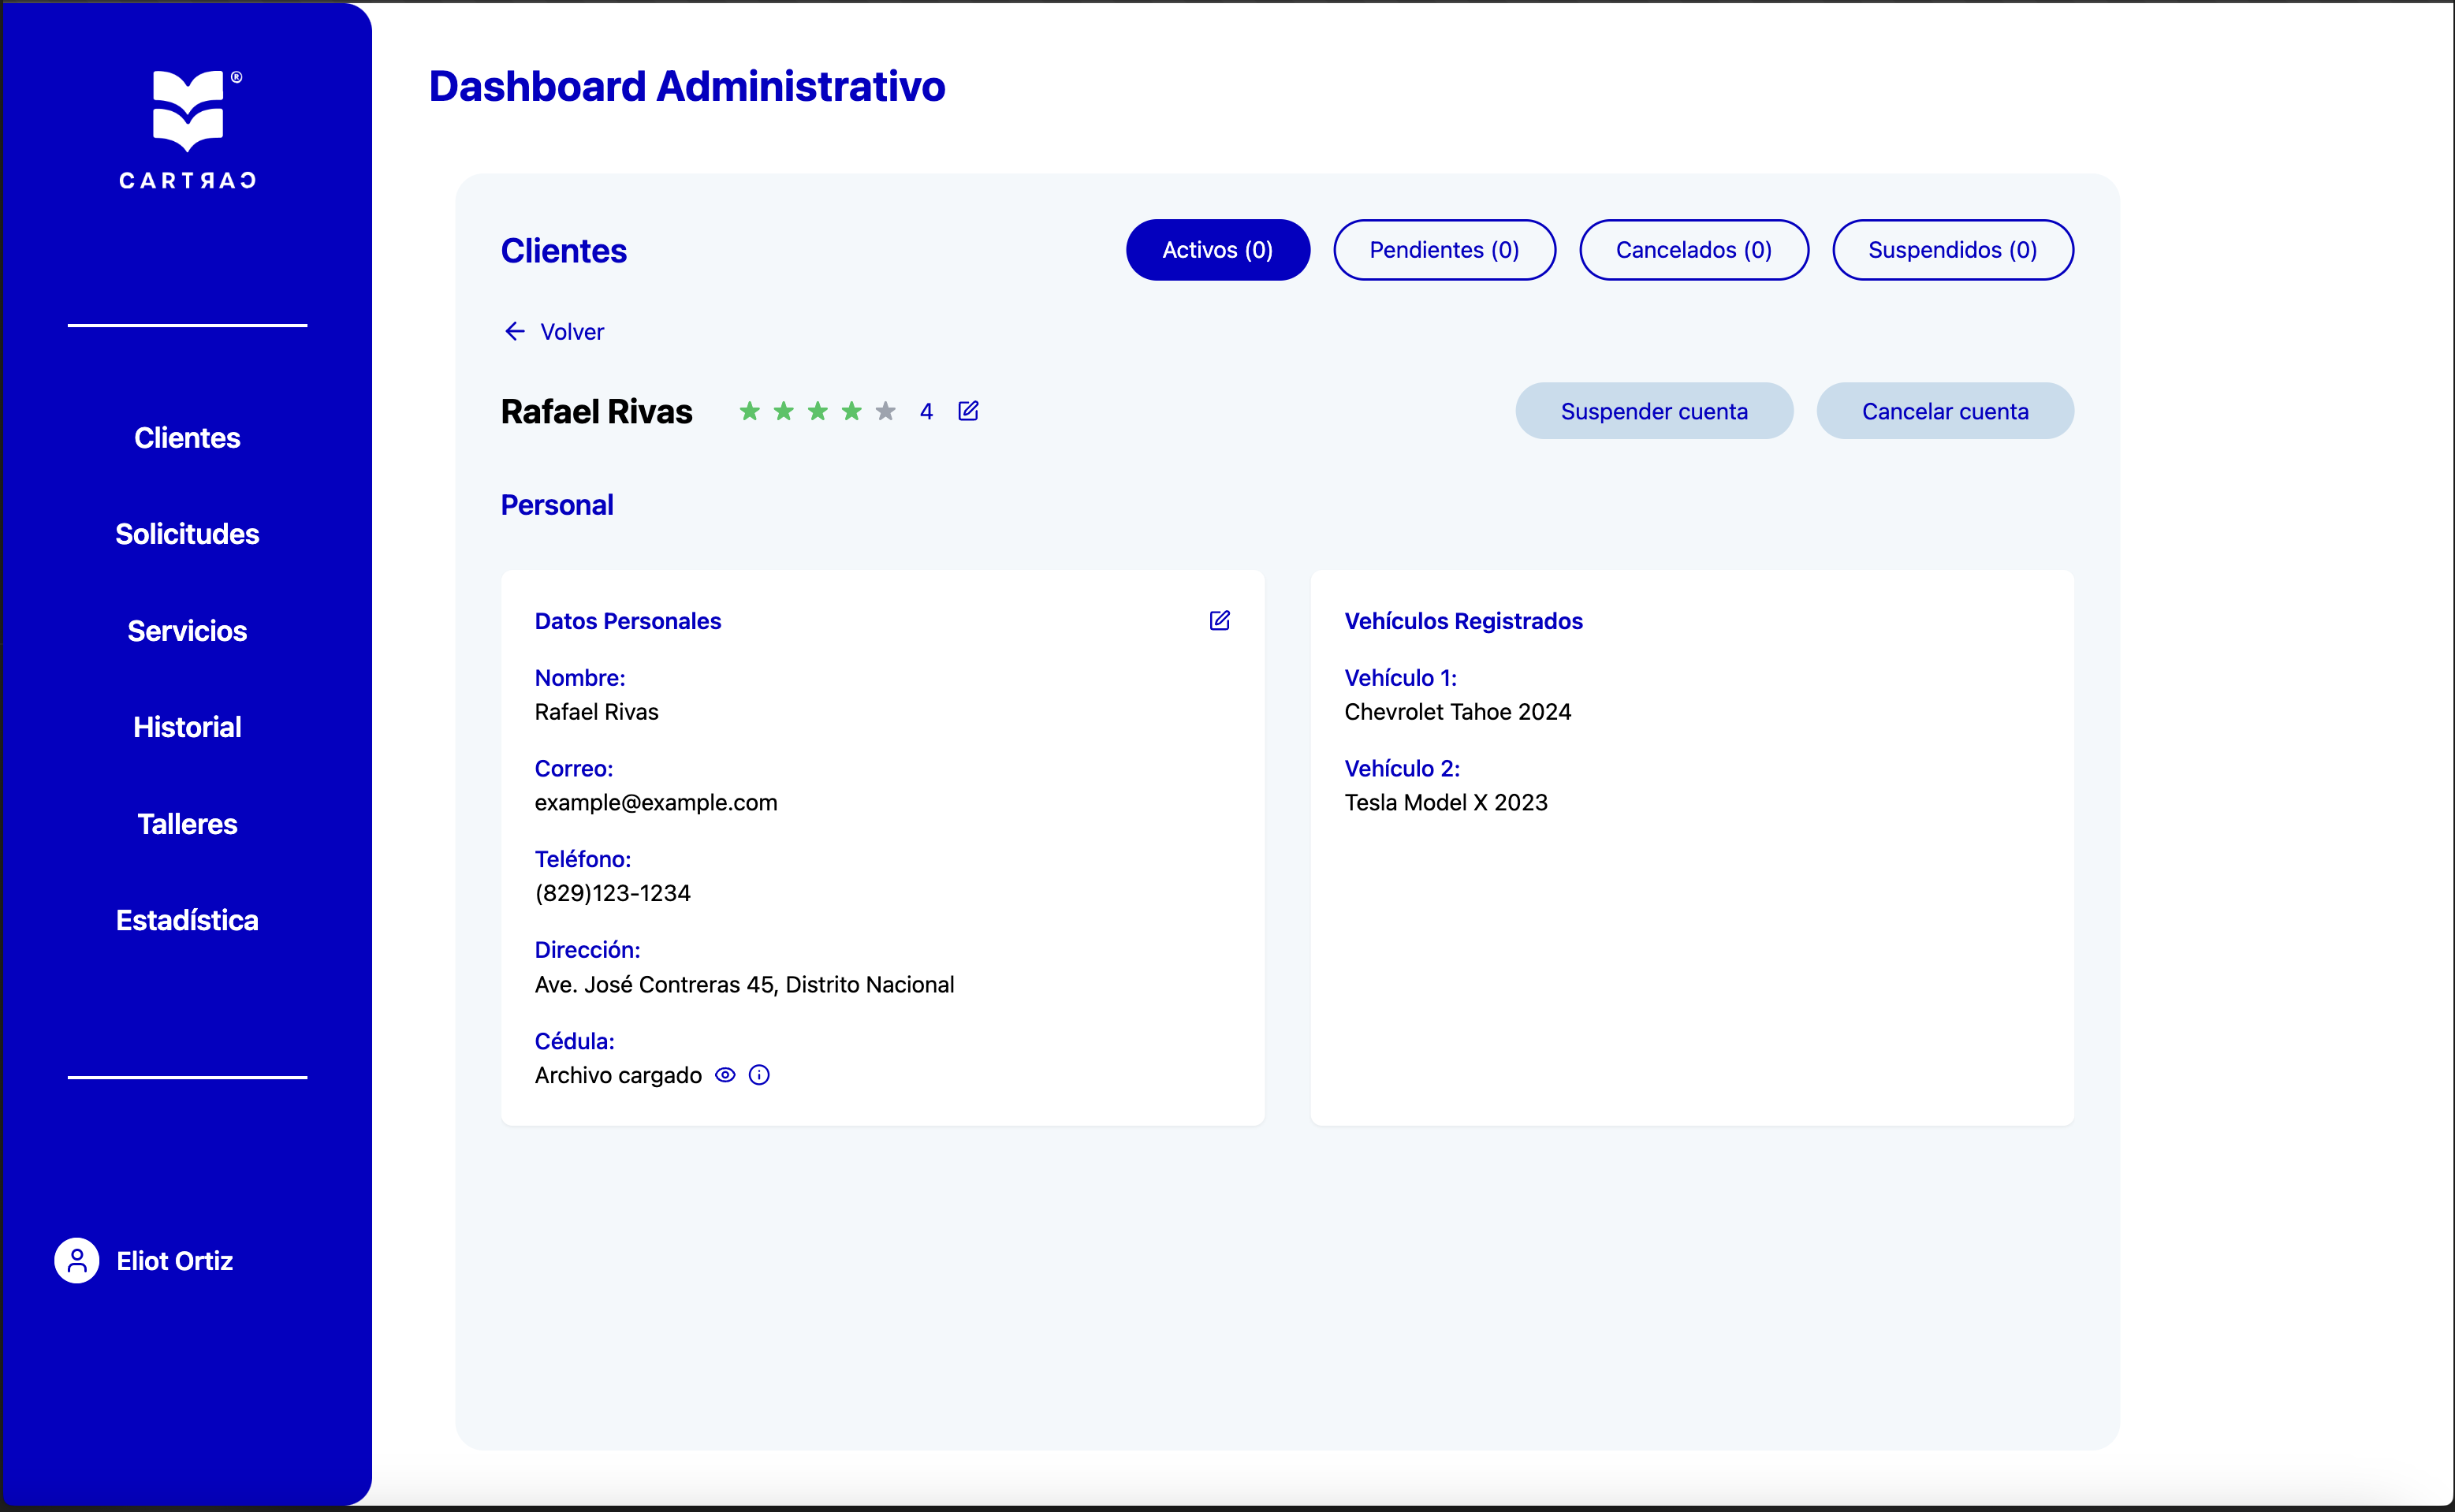 ®
CARTЯAƆ
Clientes
Solicitudes
Servicios
Historial
Talleres
Estadística
Eliot Ortiz
Dashboard Administrativo
Clientes
Activos (0)
Pendientes (0)
Cancelados (0)
Suspendidos (0)
Volver
Rafael Rivas
4
Suspender cuenta
Cancelar cuenta
Personal
Datos Personales
Nombre:
Rafael Rivas
Correo:
example@example.com
Teléfono:
(829)123-1234
Dirección:
Ave. José Contreras 45, Distrito Nacional
Cédula:
Archivo cargado
Vehículos Registrados
Vehículo 1:
Chevrolet Tahoe 2024
Vehículo 2:
Tesla Model X 2023